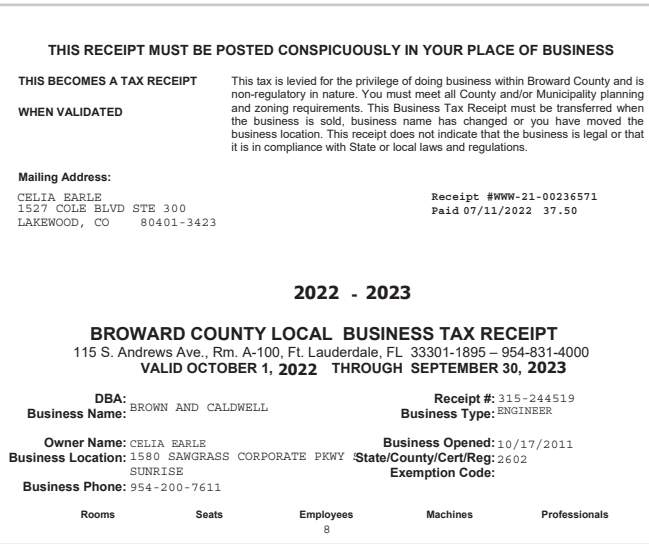 THIS RECEIPT MUST BE POSTED CONSPICUOUSLY IN YOUR PLACE OF BUSINESS
THIS BECOMES A TAX RECEIPT
WHEN VALIDATED
This tax is levied for the privilege of doing business within Broward County and is
non-regulatory in nature. You must meet all County and/or Municipality planning
and zoning requirements. This Business Tax Receipt must be transferred when
the business is sold, business name has changed or you have moved the
business location. This receipt does not indicate that the business is legal or that
it is in compliance with State or local laws and regulations.
Mailing Address:
CELIA EARLE
1527 COLE BLVD STE 300
LAKEWOOD, CO 80401-3423
Receipt #WWW-21-00236571
Paid 07/11/2022 37.50
2022 - 2023
BROWARD COUNTY LOCAL BUSINESS TAX RECEIPT
115 S. Andrews Ave., Rm. A-100, Ft. Lauderdale, FL 33301-1895 – 954-831-4000
VALID OCTOBER 1, 2022 THROUGH SEPTEMBER 30, 2023
DBA:
Business Name: BROWN AND CALDWELL
Receipt #: 315-244519
Business Type: ENGINEER
Owner Name: CELIA EARLE
Business Location: 1580 SAWGRASS CORPORATE PKWY
SUNRISE
Business Phone: 954-200-7611
Business Opened: 10/17/2011
State/County/Cert/Reg: 2602
Exemption Code:
Rooms Seats Employees Machines Professionals
8